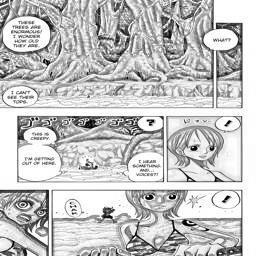 THESE
TREES ARE
ENORMOUS!
I WONDER
HOW OLD
THEY ARE.
WHAT?
I CAN'T
SEE THEIR
TOPS.
THIS IS
CREEPY.
?
!
I'M GETTING
OUT OF HERE.
I HEAR
SOMETHING
AND...
VOICES??